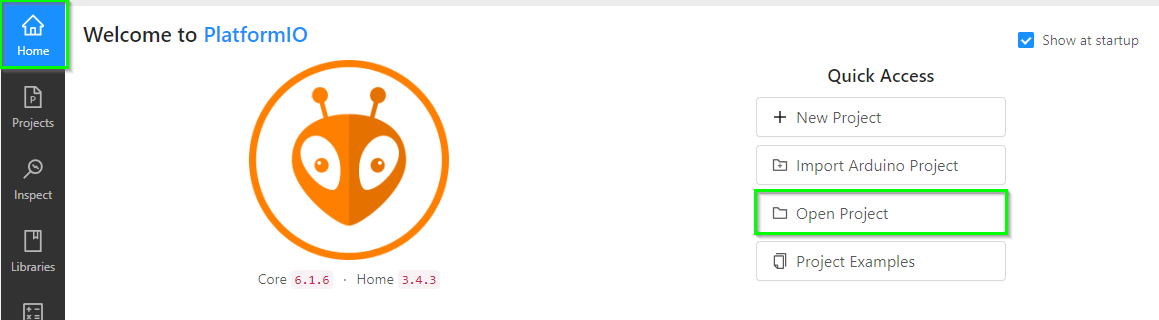 Home
Projects
Inspect
Libraries
Welcome to PlatformIO
Show at startup
Core 6.1.6 · Home 3.4.3
Quick Access
New Project
Import Arduino Project
Open Project
Project Examples